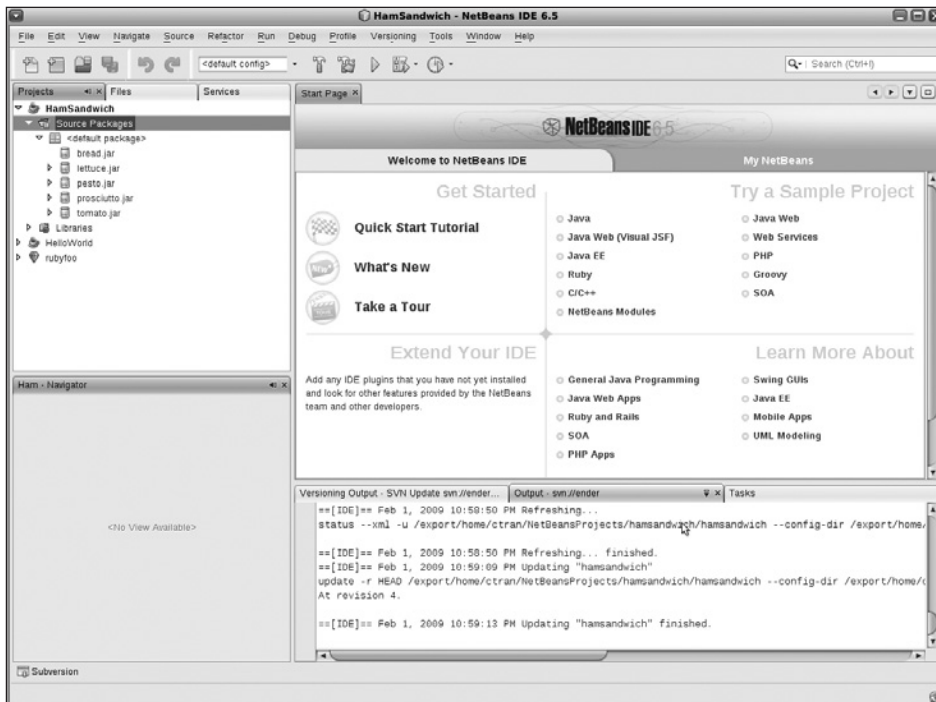 HamSandwich - NetBeans IDE 6.5
File Edit View Navigate Source Refactor Run Debug Profile Versioning Tools Window Help
<default config>
Search (Ctrl+I)
Projects Files Services
HamSandwich
Source Packages
<default package>
bread.jar
lettuce.jar
pesto.jar
prosciutto.jar
tomato.jar
Libraries
HelloWorld
rubyfoo
Start Page
NetBeans IDE 6.5
Welcome to NetBeans IDE
My NetBeans
Get Started
Quick Start Tutorial
What's New
Take a Tour
Try a Sample Project
Java
Java Web (Visual JSF)
Java EE
Ruby
C/C++
NetBeans Modules
Java Web
Web Services
PHP
Groovy
SOA
Extend Your IDE
Add any IDE plugins that you have not yet installed
and look for other features provided by the NetBeans
team and other developers.
Learn More About
General Java Programming
Java Web Apps
Ruby and Rails
SOA
PHP Apps
Swing GUIs
Java EE
Mobile Apps
UML Modeling
Ham - Navigator
<No View Available>
Versioning Output - SVN Update svn://ender... Output - svn://ender Tasks
==[IDE]== Feb 1, 2009 10:58:50 PM Refreshing...
status --xml -u /export/home/ctran/NetBeansProjects/hamsandwich/hamsandwich --config-dir /export/home/
==[IDE]== Feb 1, 2009 10:58:50 PM Refreshing... finished.
==[IDE]== Feb 1, 2009 10:59:09 PM Updating "hamsandwich"
update -r HEAD /export/home/ctran/NetBeansProjects/hamsandwich/hamsandwich --config-dir /export/home/
At revision 4.
==[IDE]== Feb 1, 2009 10:59:13 PM Updating "hamsandwich" finished.
Subversion